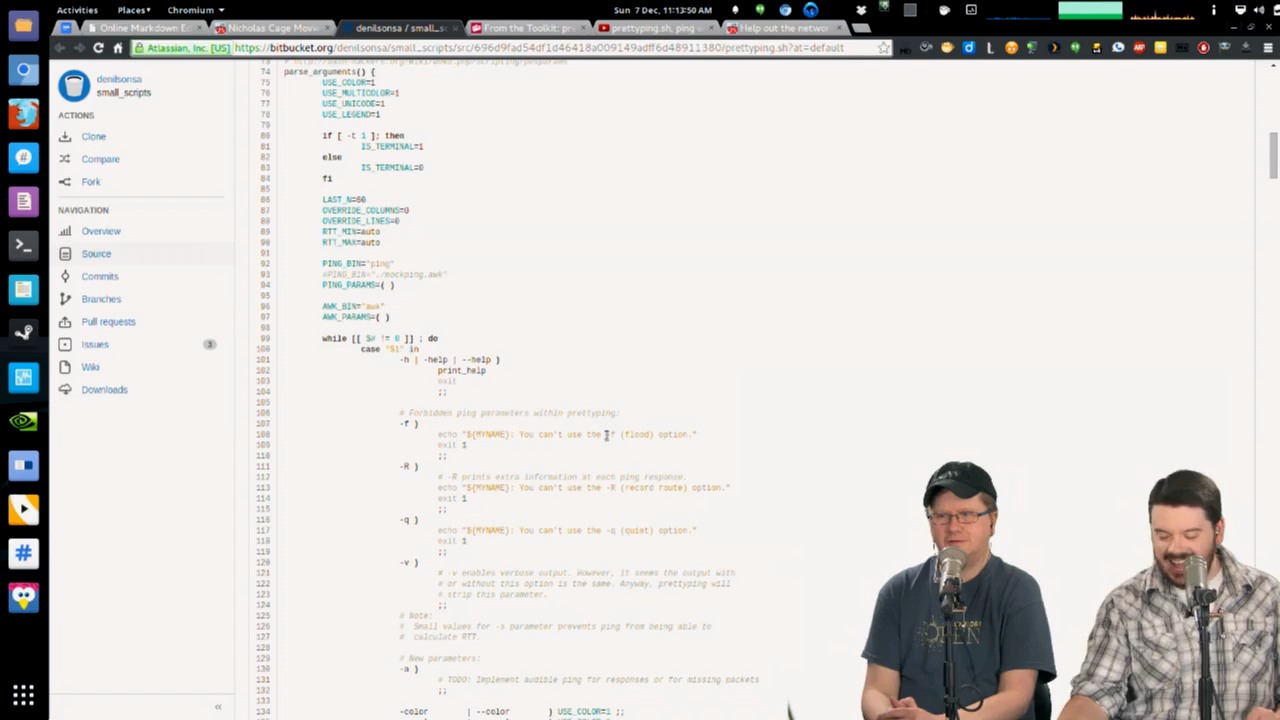 Activities Places Chromium Sun 7 Dec, 11:13:50 AM
Online Markdown Ed Nicholas Cage Movie denilsonsa / small_sc From the Toolkit: pre prettyping.sh, ping Help out the netwo
Atlassian, Inc. [US] https://bitbucket.org/denilsonsa/small_scripts/src/696d9fad54df1d46418a009149adff6d48911380/prettyping.sh?at=default
denilsonsa
small_scripts
ACTIONS
Clone
Compare
Fork
NAVIGATION
Overview
Source
Commits
Branches
Pull requests
Issues 3
Wiki
Downloads
«
74 parse_arguments() {
75 USE_COLOR=1
76 USE_MULTICOLOR=1
77 USE_UNICODE=1
78 USE_LEGEND=1
79
80 if [ -t 1 ]; then
81 IS_TERMINAL=1
82 else
83 IS_TERMINAL=0
84 fi
85
86 LAST_N=60
87 OVERRIDE_COLUMNS=0
88 OVERRIDE_LINES=0
89 RTT_MIN=auto
90 RTT_MAX=auto
91
92 PING_BIN="ping"
93 #PING_BIN="./mockping.awk"
94 PING_PARAMS=( )
95
96 AWK_BIN="awk"
97 AWK_PARAMS=( )
98
99 while [[ $# != 0 ]] ; do
100 case "$1" in
101 -h | -help | --help )
102 print_help
103 exit
104 ;;
105
106 # Forbidden ping parameters within prettyping:
107 -f )
108 echo "${MYNAME}: You can't use the -f (flood) option."
109 exit 1
110 ;;
111 -R )
112 # -R prints extra information at each ping response.
113 echo "${MYNAME}: You can't use the -R (record route) option."
114 exit 1
115 ;;
116 -q )
117 echo "${MYNAME}: You can't use the -q (quiet) option."
118 exit 1
119 ;;
120 -v )
121 # -v enables verbose output. However, it seems the output with
122 # or without this option is the same. Anyway, prettyping will
123 # strip this parameter.
124 ;;
125 # Note:
126 # Small values for -s parameter prevents ping from being able to
127 # calculate RTT.
128
129 # New parameters:
130 -a )
131 # TODO: Implement audible ping for responses or for missing packets
132 ;;
133
134 -color | --color ) USE_COLOR=1 ;;
OPEN